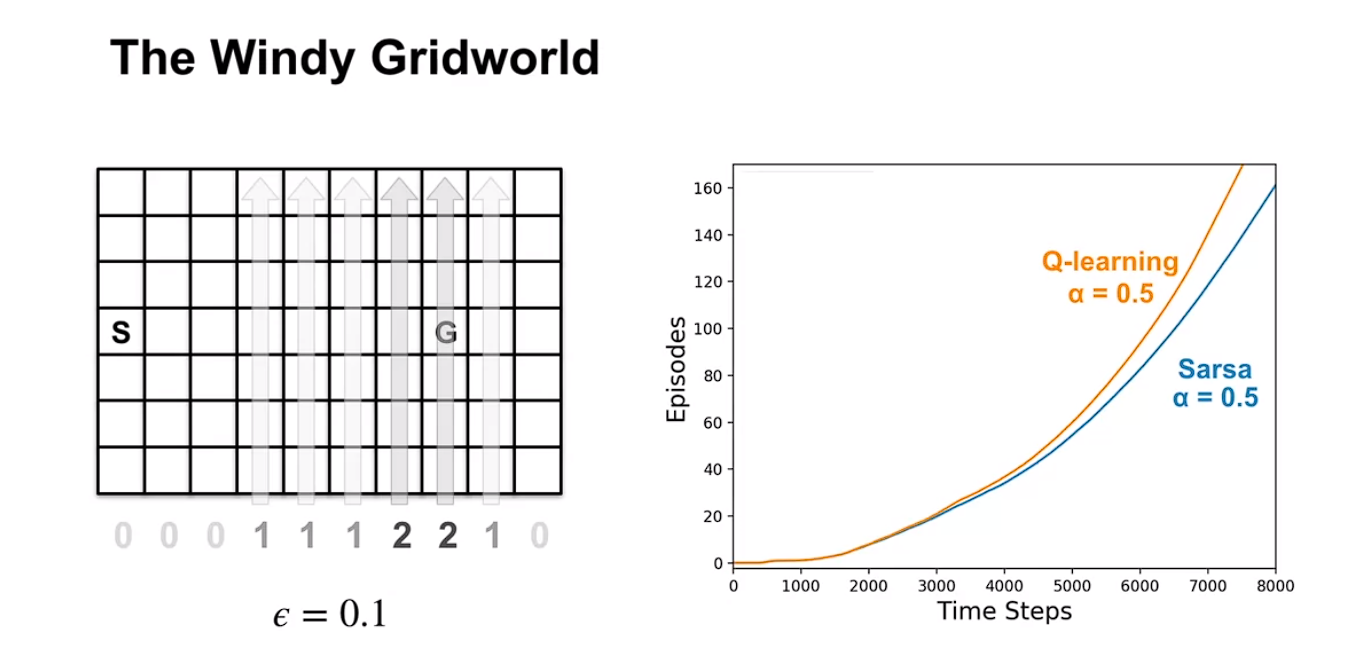 The Windy Gridworld
S
G
0 0 0 1 1 1 2 2 1 0
ϵ = 0.1
160
140
120
100
80
60
40
20
0
Episodes
Q-learning
α = 0.5
Sarsa
α = 0.5
0 1000 2000 3000 4000 5000 6000 7000 8000
Time Steps